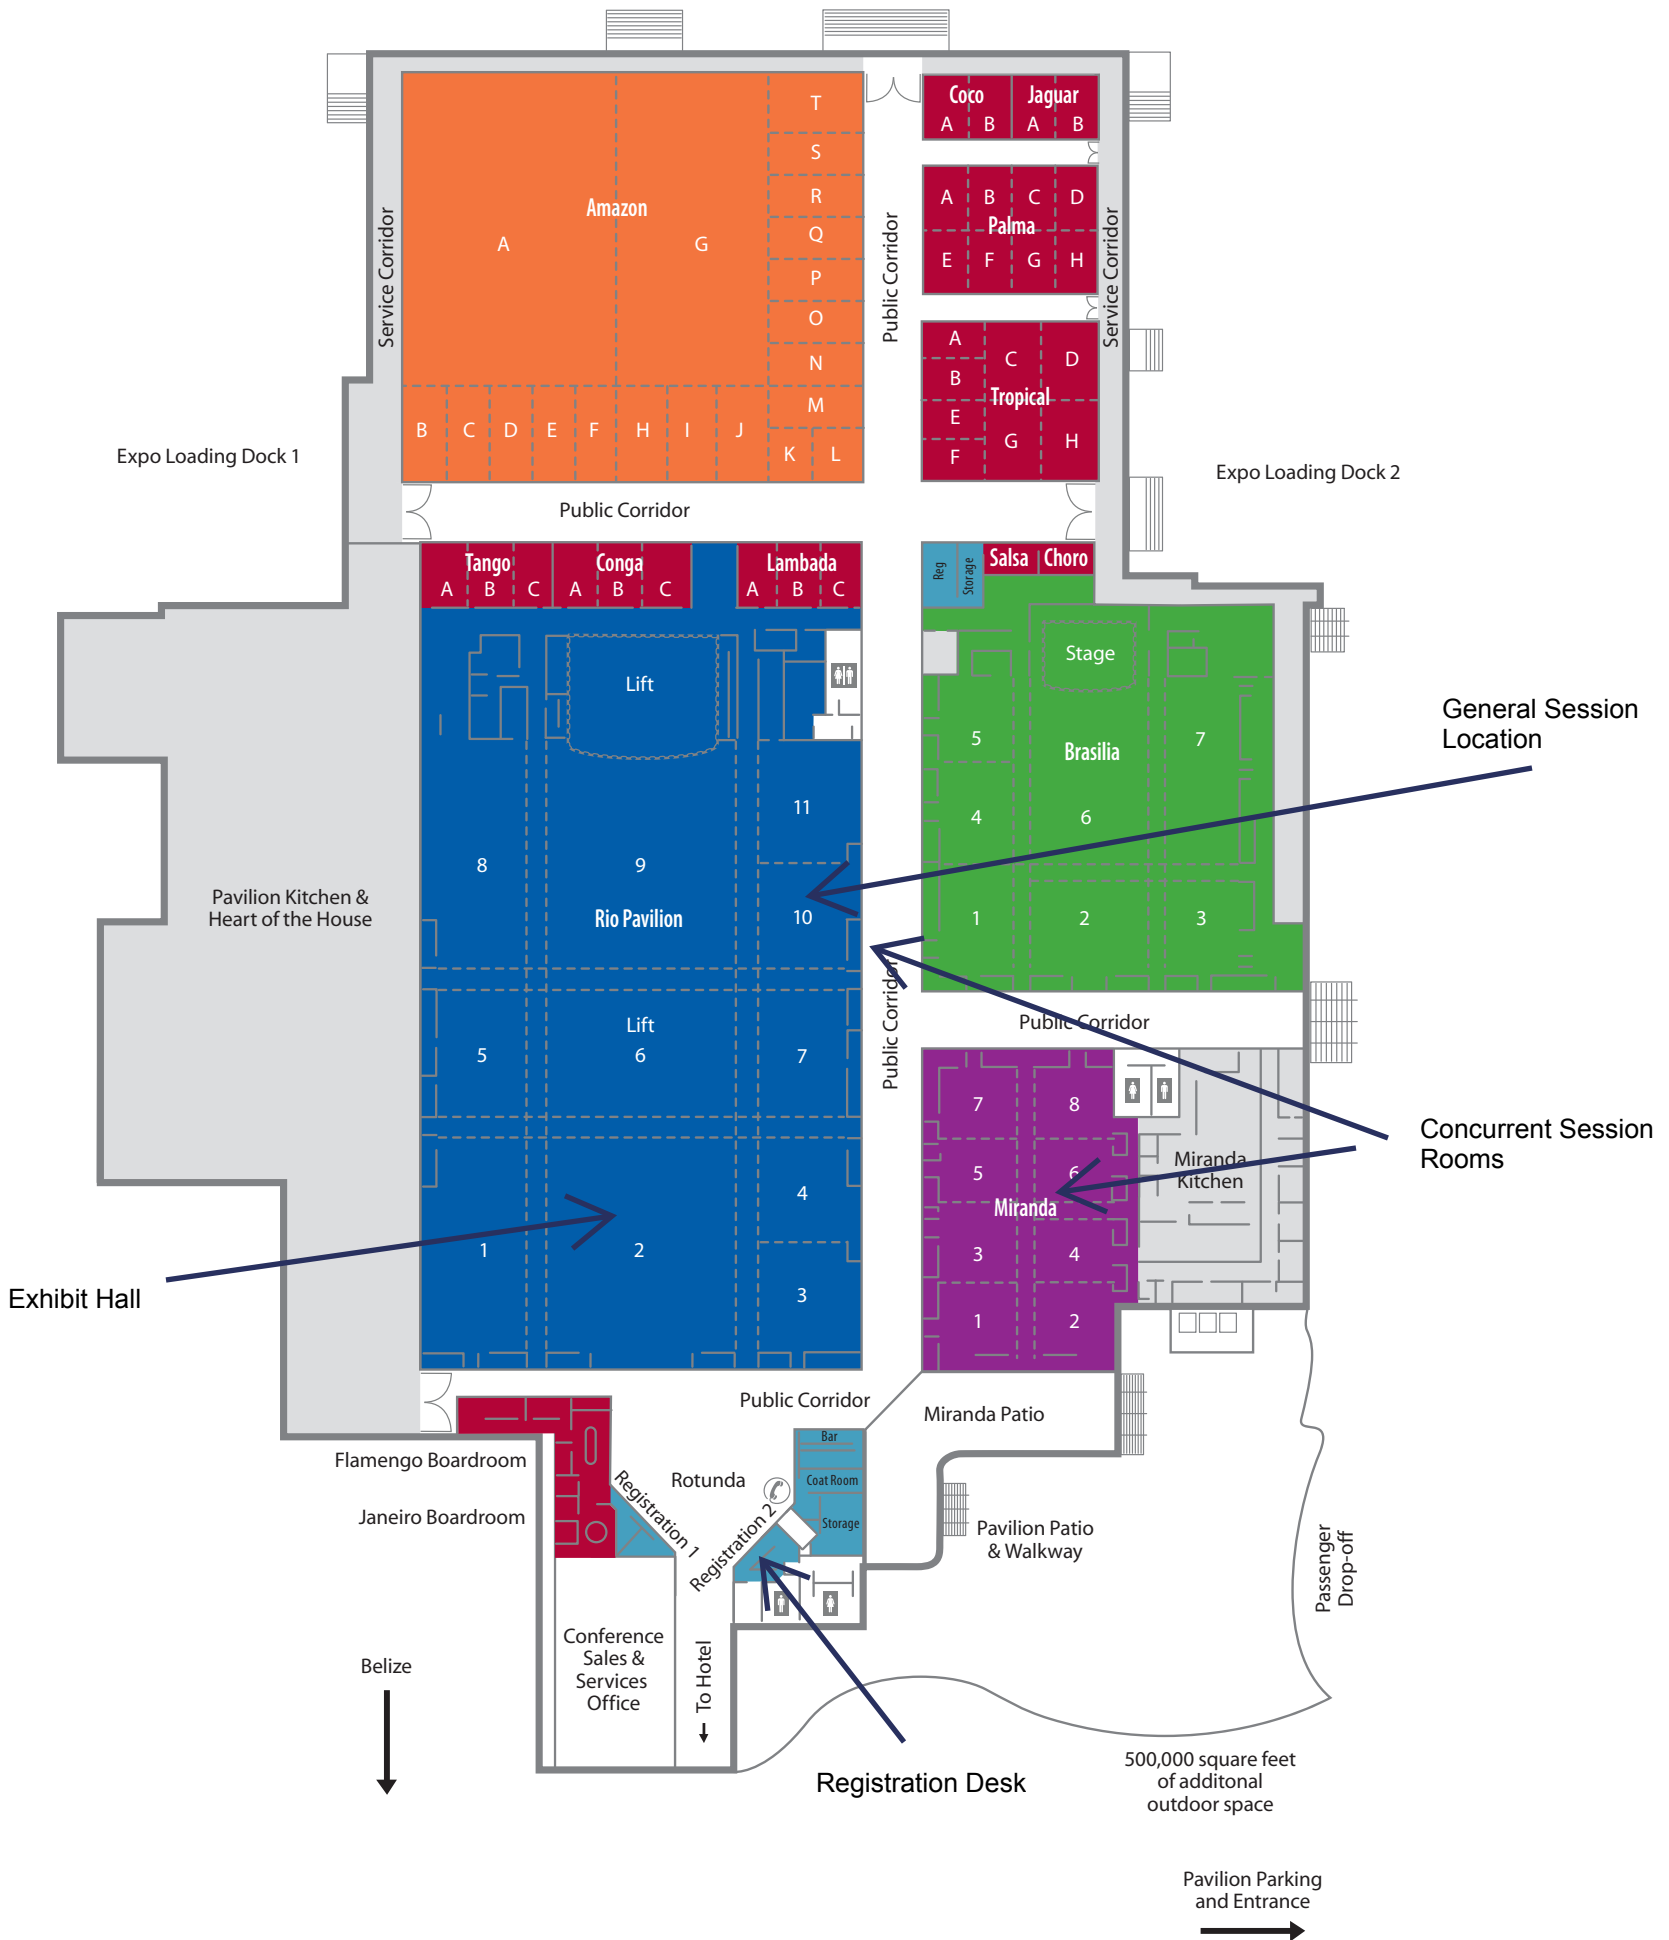 T
Coco
Jaguar
A
B
A
B
S
R
A
B
C
D
Amazon
Palma
Q
A
G
E
F
G
H
P
O
Service Corridor
Public Corridor
Service Corridor
N
A
C
D
B
M
Tropical
E
B
C
D
E
F
H
I
J
G
H
K
L
F
Expo Loading Dock 1
Expo Loading Dock 2
Public Corridor
Tango
Conga
Lambada
A
B
C
A
B
C
A
B
C
Reg
Storage
Salsa
Choro
Stage
Lift
General Session
Location
5
7
Brasilia
11
4
6
8
9
Pavilion Kitchen &
Heart of the House
Rio Pavilion
10
1
2
3
Public Corridor
Public Corridor
Lift
5
6
7
7
8
Concurrent Session
Rooms
Miranda
Kitchen
5
6
4
Miranda
1
2
3
4
Exhibit Hall
3
1
2
Public Corridor
Miranda Patio
Bar
Flamengo Boardroom
Rotunda
Coat Room
Janeiro Boardroom
Registration 1
Registration 2
Storage
Pavilion Patio
& Walkway
Passenger
Drop-off
Conference
Sales &
Services
Office
To Hotel
Belize
Registration Desk
500,000 square feet
of additonal
outdoor space
Pavilion Parking
and Entrance